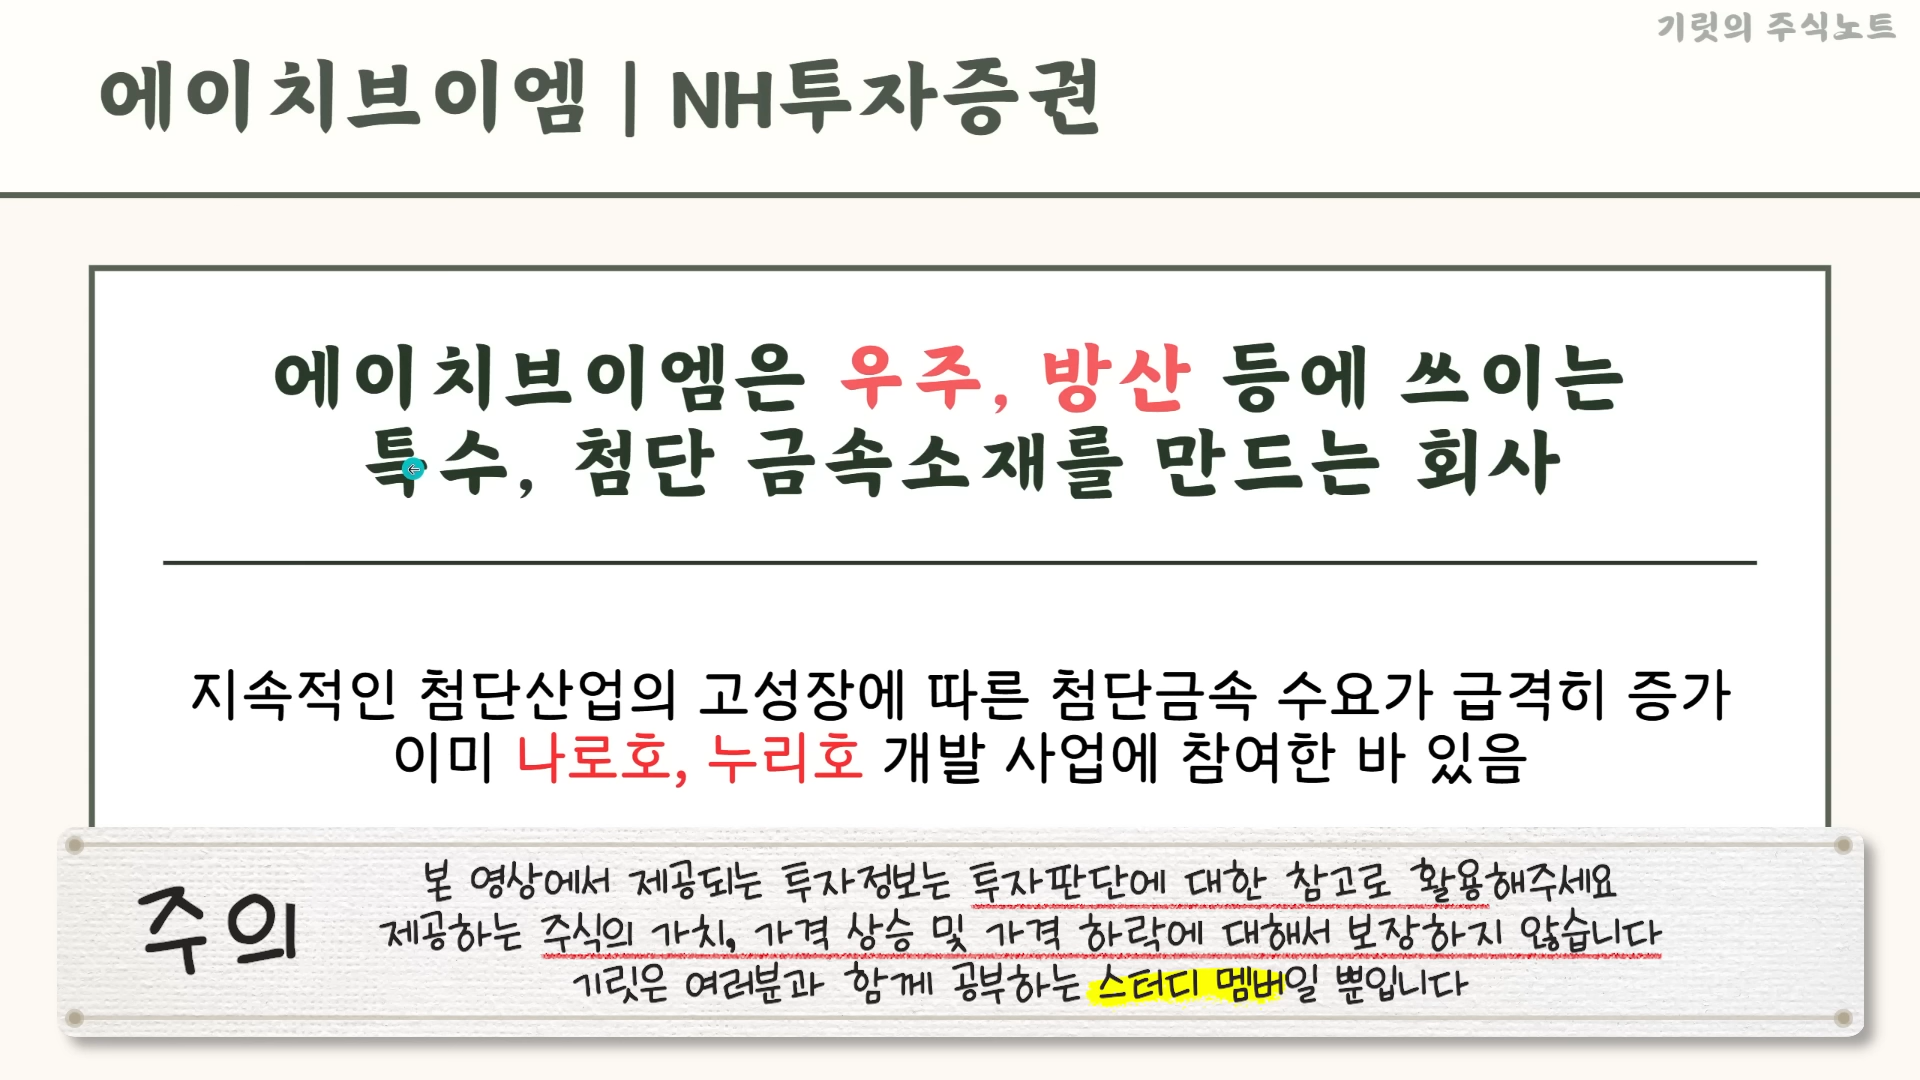 기릿의 주식노트
에이치브이엠 | NH투자증권
에이치브이엠은 우주, 방산 등에 쓰이는
특수, 첨단 금속소재를 만드는 회사
지속적인 첨단산업의 고성장에 따른 첨단금속 수요가 급격히 증가
이미 나로호, 누리호 개발 사업에 참여한 바 있음
주의
본 영상에서 제공되는 투자정보는 투자판단에 대한 참고로 활용해주세요
제공하는 주식의 가치, 가격 상승 및 가격 하락에 대해서 보장하지 않습니다
기릿은 여러분과 함께 공부하는 스터디 멤버일 뿐입니다